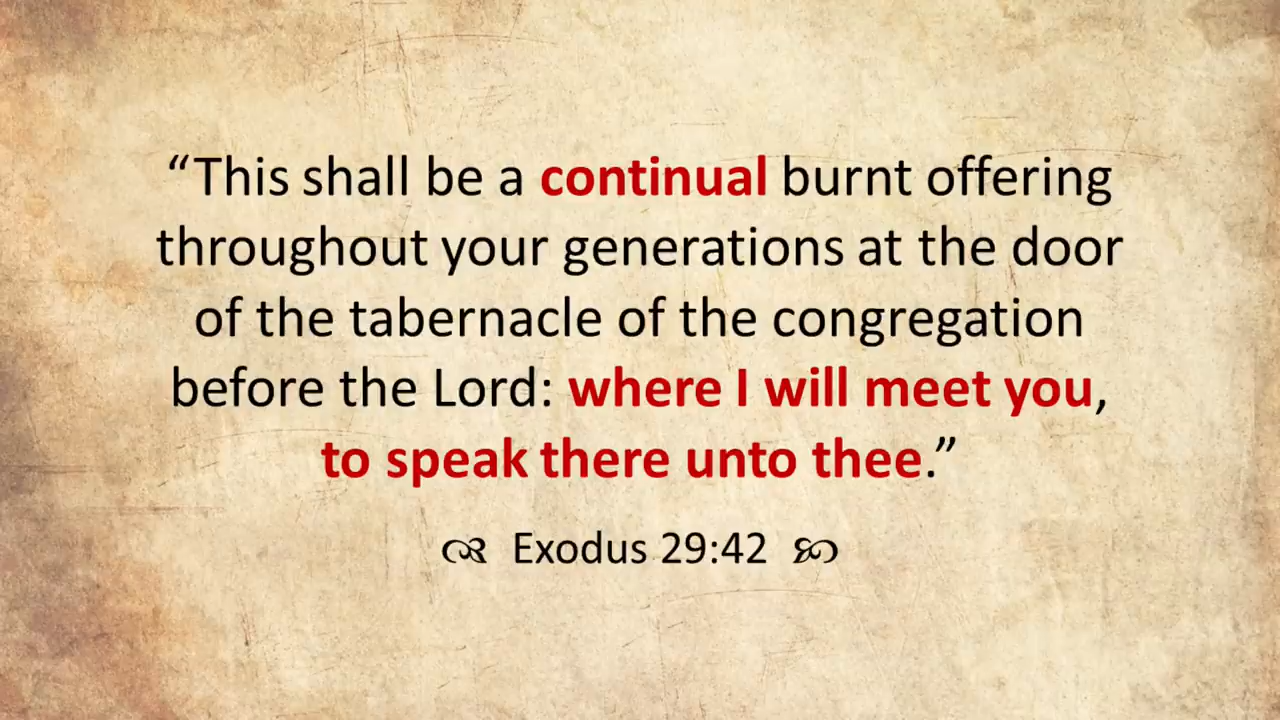 “This shall be a continual burnt offering
throughout your generations at the door
of the tabernacle of the congregation
before the Lord: where I will meet you,
to speak there unto thee.”
Exodus 29:42